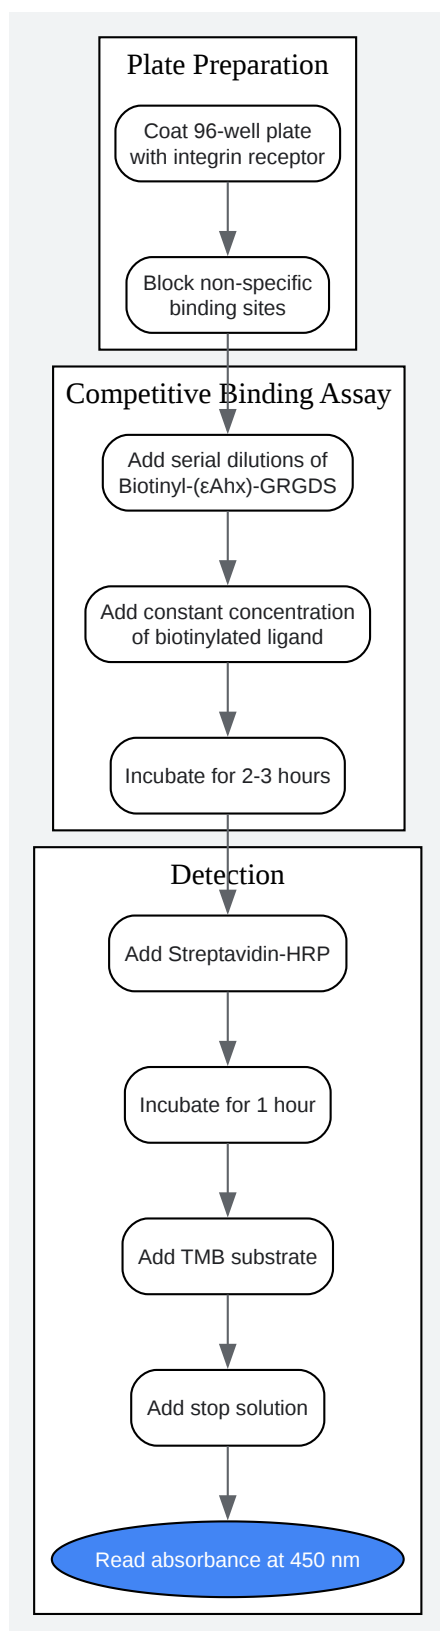 Plate Preparation
Coat 96-well plate
with integrin receptor
Block non-specific
binding sites
Competitive Binding Assay
Add serial dilutions of
Biotinyl-(εAhx)-GRGDS
Add constant concentration
of biotinylated ligand
Incubate for 2-3 hours
Detection
Add Streptavidin-HRP
Incubate for 1 hour
Add TMB substrate
Add stop solution
Read absorbance at 450 nm